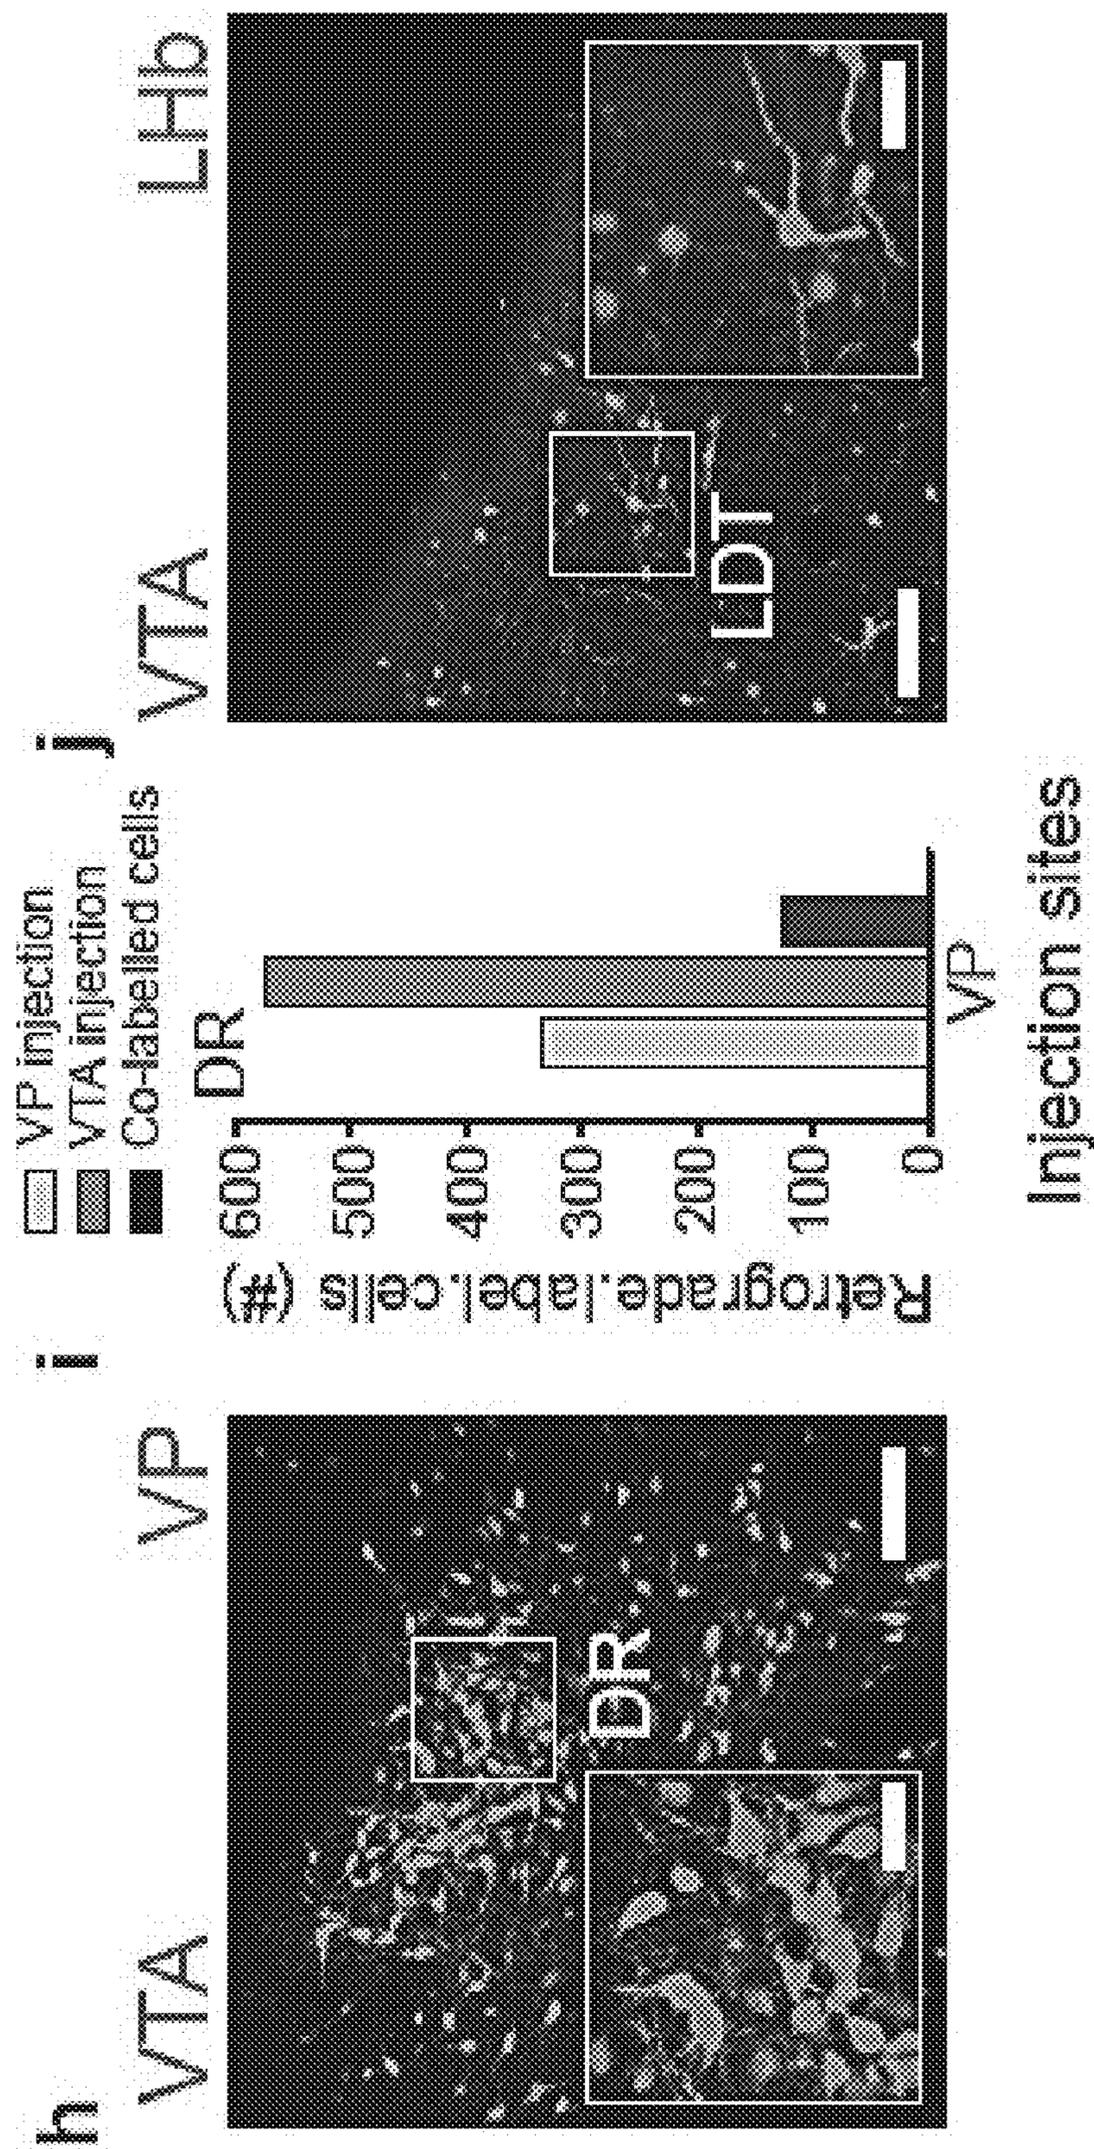 h
VTA VP
DR
i
VP injection
VTA injection
Co-labelled cells
DR
Retrograde.label.cells (#)
600
500
400
300
200
100
0
VP
Injection sites
j
VTA LHb
LDT